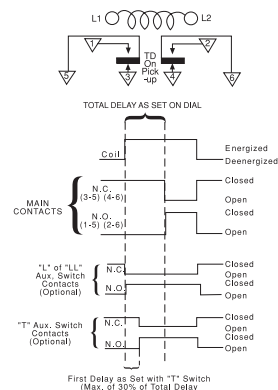 L1 L2
1 2
TD
On
Pick
-up
5 3 4 6
TOTAL DELAY AS SET ON DIAL
Coil
Energized
Deenergized
MAIN
CONTACTS
N.C.
(3-5) (4-6)
Closed
Open
N.O.
(1-5) (2-6)
Closed
Open
"L" of "LL"
Aux. Switch
Contacts
(Optional)
N.C.
Closed
Open
N.O.
Closed
Open
"T" Aux. Switch
Contacts
(Optional)
N.C.
Closed
Open
N.O.
Closed
Open
First Delay as Set with "T" Switch
(Max. of 30% of Total Delay